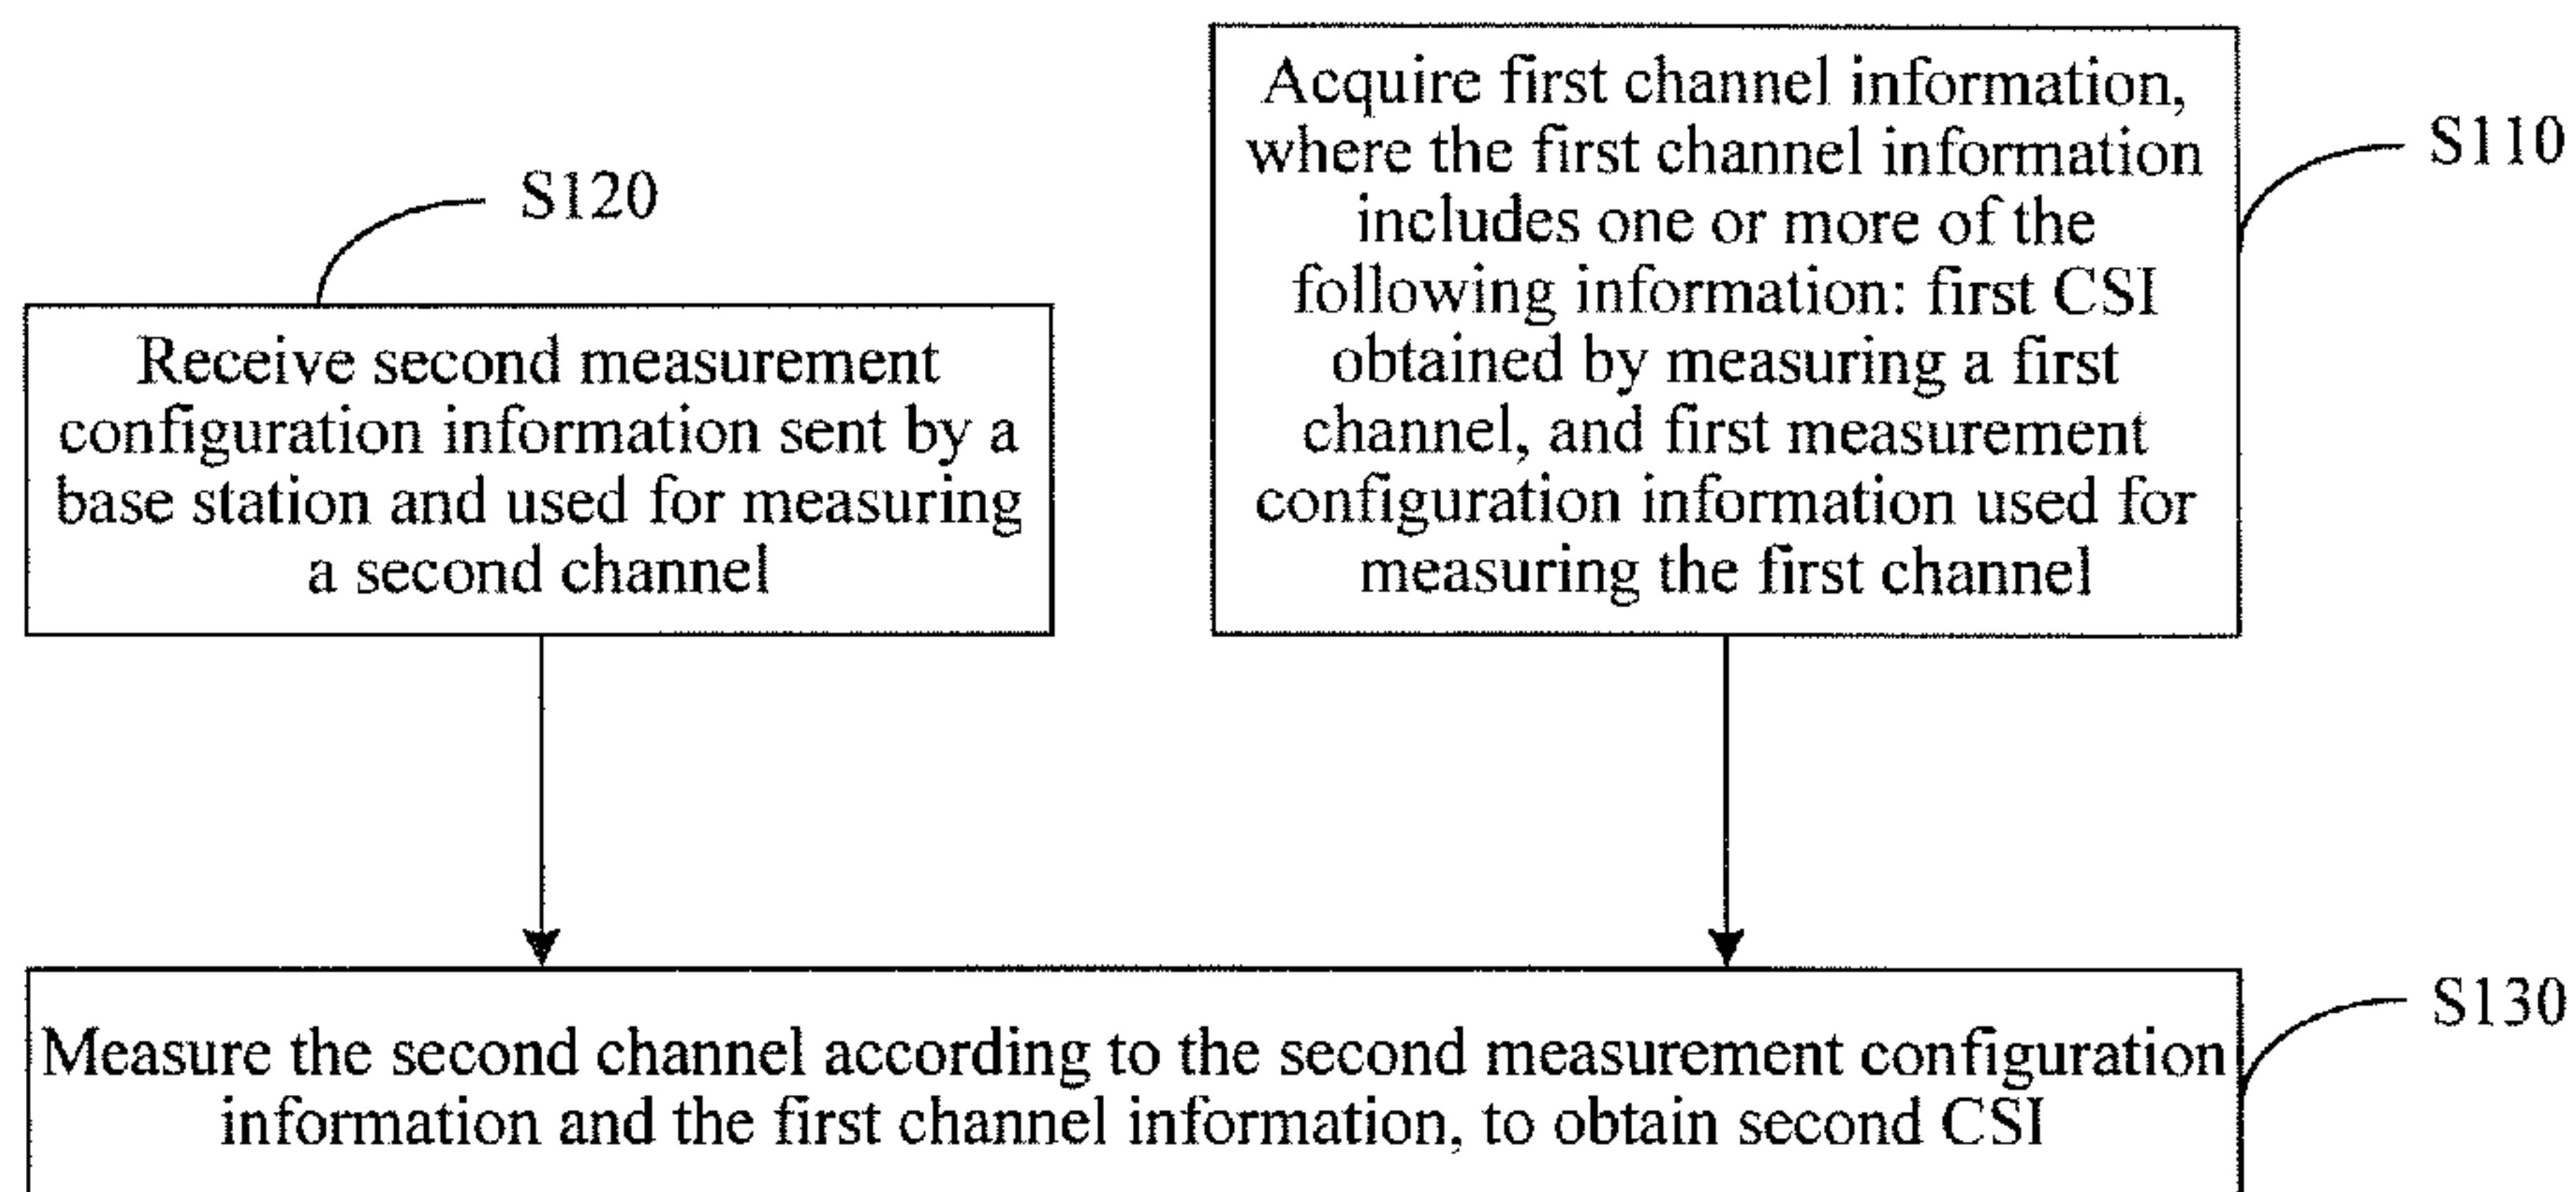 S120
Receive second measurement
configuration information sent by a
base station and used for measuring
a second channel
Acquire first channel information,
where the first channel information
includes one or more of the
following information: first CSI
obtained by measuring a first
channel, and first measurement
configuration information used for
measuring the first channel
S110
Measure the second channel according to the second measurement configuration
information and the first channel information, to obtain second CSI
S130